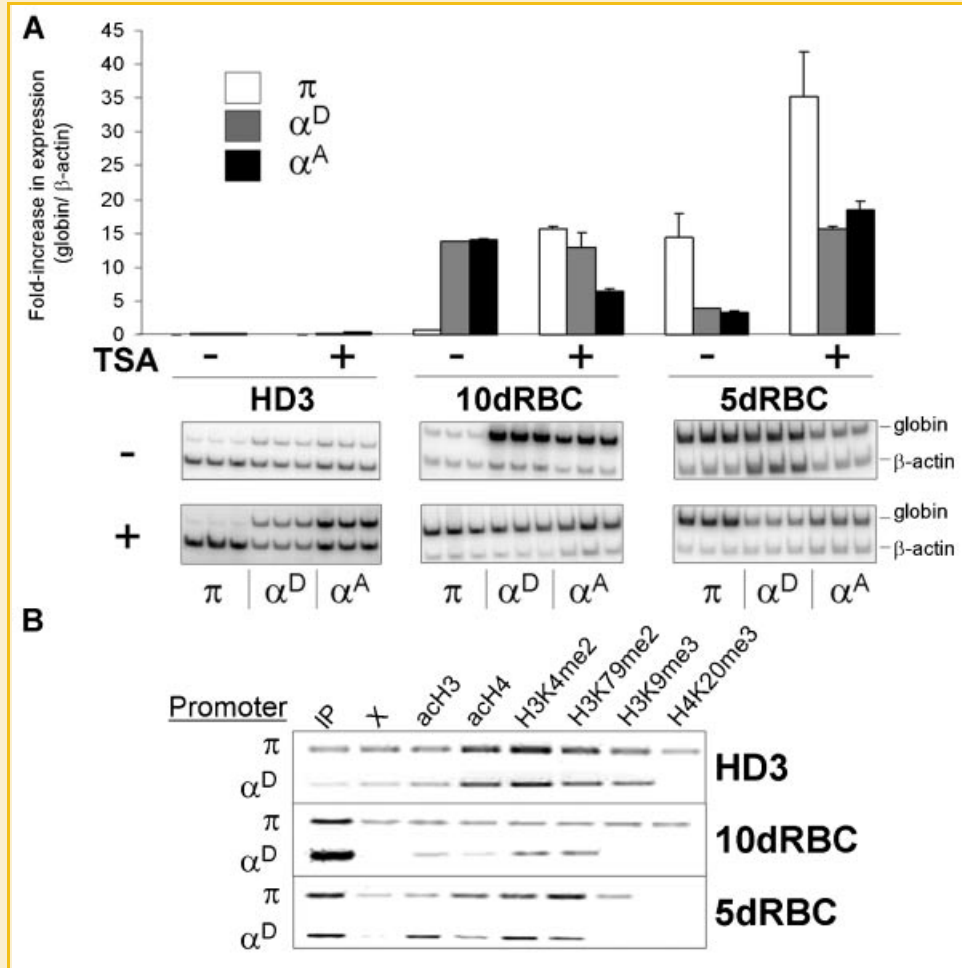 A
45
40
35
30
25
20
15
10
5
0
Fold-increase in expression
(globin/ β-actin)
π
αD
αA
TSA - + - + - +
HD3 10dRBC 5dRBC
-
globin
β-actin
+
globin
β-actin
π αD αA π αD αA π αD αA
B
Promoter IP X acH3 acH4 H3K4me2 H3K79me2 H3K9me3 H4K20me3
π
αD
HD3
π
αD
10dRBC
π
αD
5dRBC